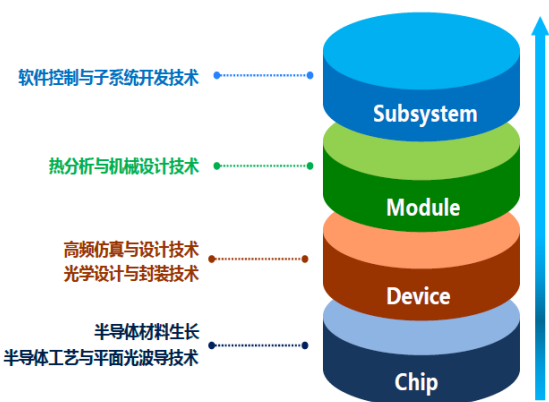 软件控制与子系统开发技术
Subsystem
热分析与机械设计技术
Module
高频仿真与设计技术
光学设计与封装技术
Device
半导体材料生长
半导体工艺与平面光波导技术
Chip